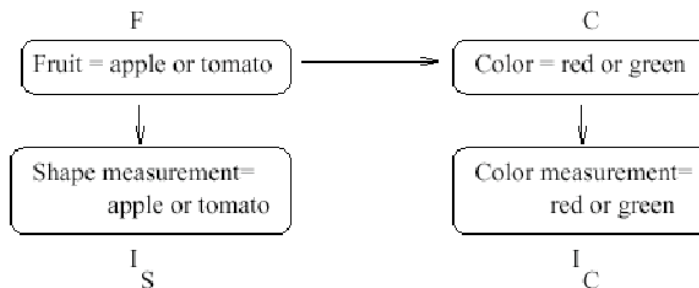 F
C
Fruit = apple or tomato
Color = red or green
Shape measurement=
apple or tomato
Color measurement=
red or green
I
S
I
C